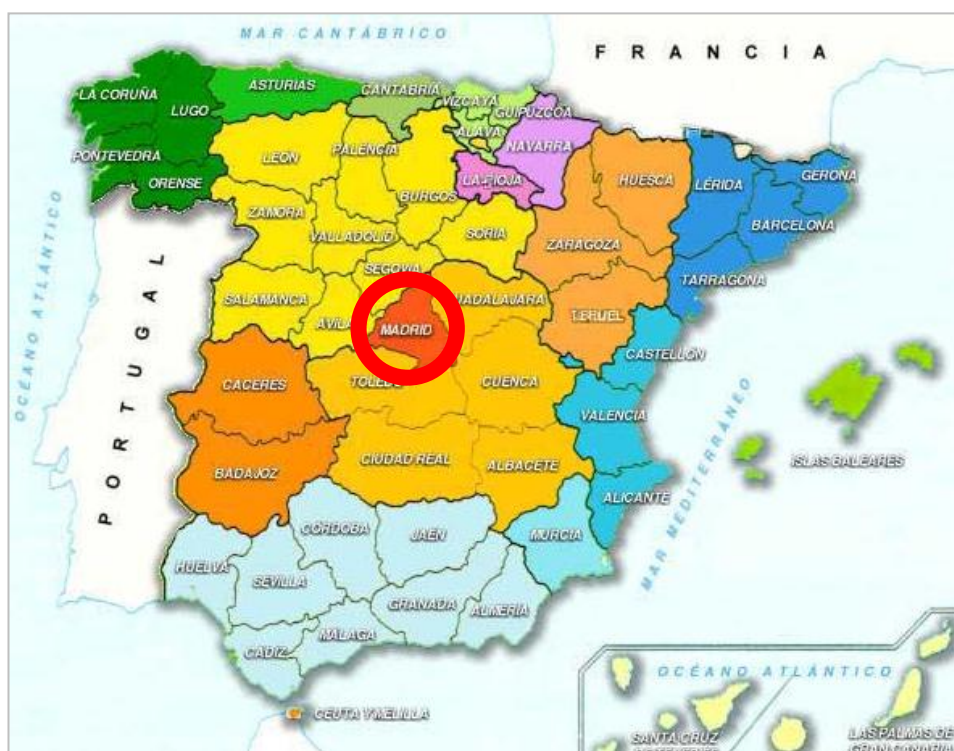 MAR CANTÁBRICO
FRANCIA
LA CORUÑA
LUGO
ASTURIAS
CANTABRIA
VIZCAYA
GUIPÚZCOA
ÁLAVA
NAVARRA
PONTEVEDRA
ORENSE
LEÓN
PALENCIA
BURGOS
LA RIOJA
HUESCA
LÉRIDA
GERONA
BARCELONA
ZAMORA
VALLADOLID
SORIA
ZARAGOZA
TARRAGONA
SEGOVIA
SALAMANCA
ÁVILA
MADRID
GUADALAJARA
TERUEL
CASTELLÓN
OCÉANO ATLÁNTICO
PORTUGAL
CÁCERES
TOLEDO
CUENCA
VALENCIA
MAR MEDITERRÁNEO
ISLAS BALEARES
BADAJOZ
CIUDAD REAL
ALBACETE
ALICANTE
CÓRDOBA
JAÉN
MURCIA
HUELVA
SEVILLA
GRANADA
ALMERÍA
CÁDIZ
MÁLAGA
CEUTA Y MELILLA
OCÉANO ATLÁNTICO
SANTA CRUZ
LAS PALMAS DE
GRAN CANARIA